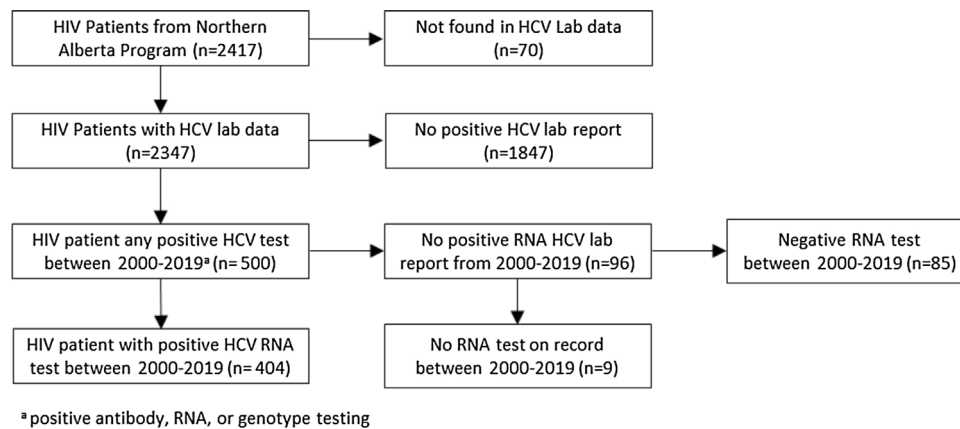 HIV Patients from Northern
Alberta Program (n=2417)
Not found in HCV Lab data
(n=70)
HIV Patients with HCV lab data
(n=2347)
No positive HCV lab report
(n=1847)
HIV patient any positive HCV test
between 2000-2019ᵃ (n= 500)
No positive RNA HCV lab
report from 2000-2019 (n=96)
Negative RNA test
between 2000-2019 (n=85)
HIV patient with positive HCV RNA
test between 2000-2019 (n= 404)
No RNA test on record
between 2000-2019 (n=9)
ᵃ positive antibody, RNA, or genotype testing